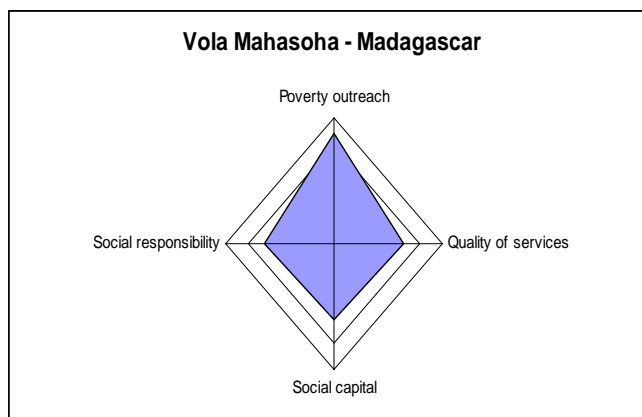 Vola Mahasoha - Madagascar
Poverty outreach
Social responsibility
Quality of services
Social capital